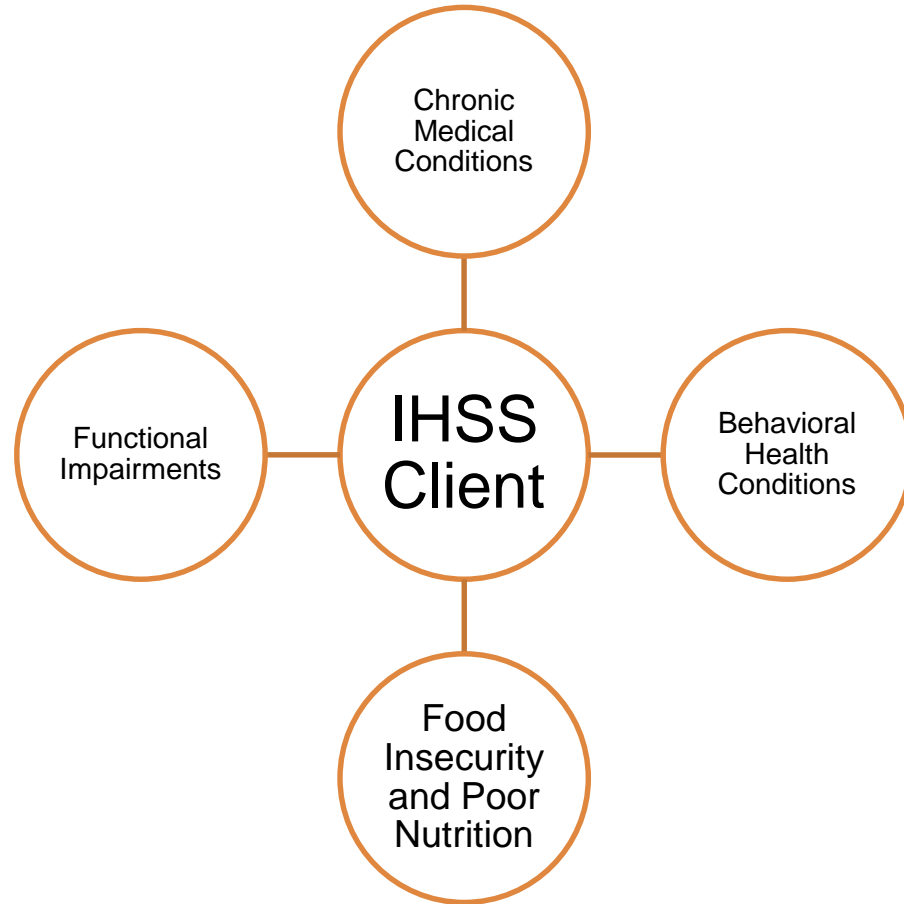 Chronic
Medical
Conditions
Functional
Impairments
IHSS
Client
Behavioral
Health
Conditions
Food
Insecurity
and Poor
Nutrition